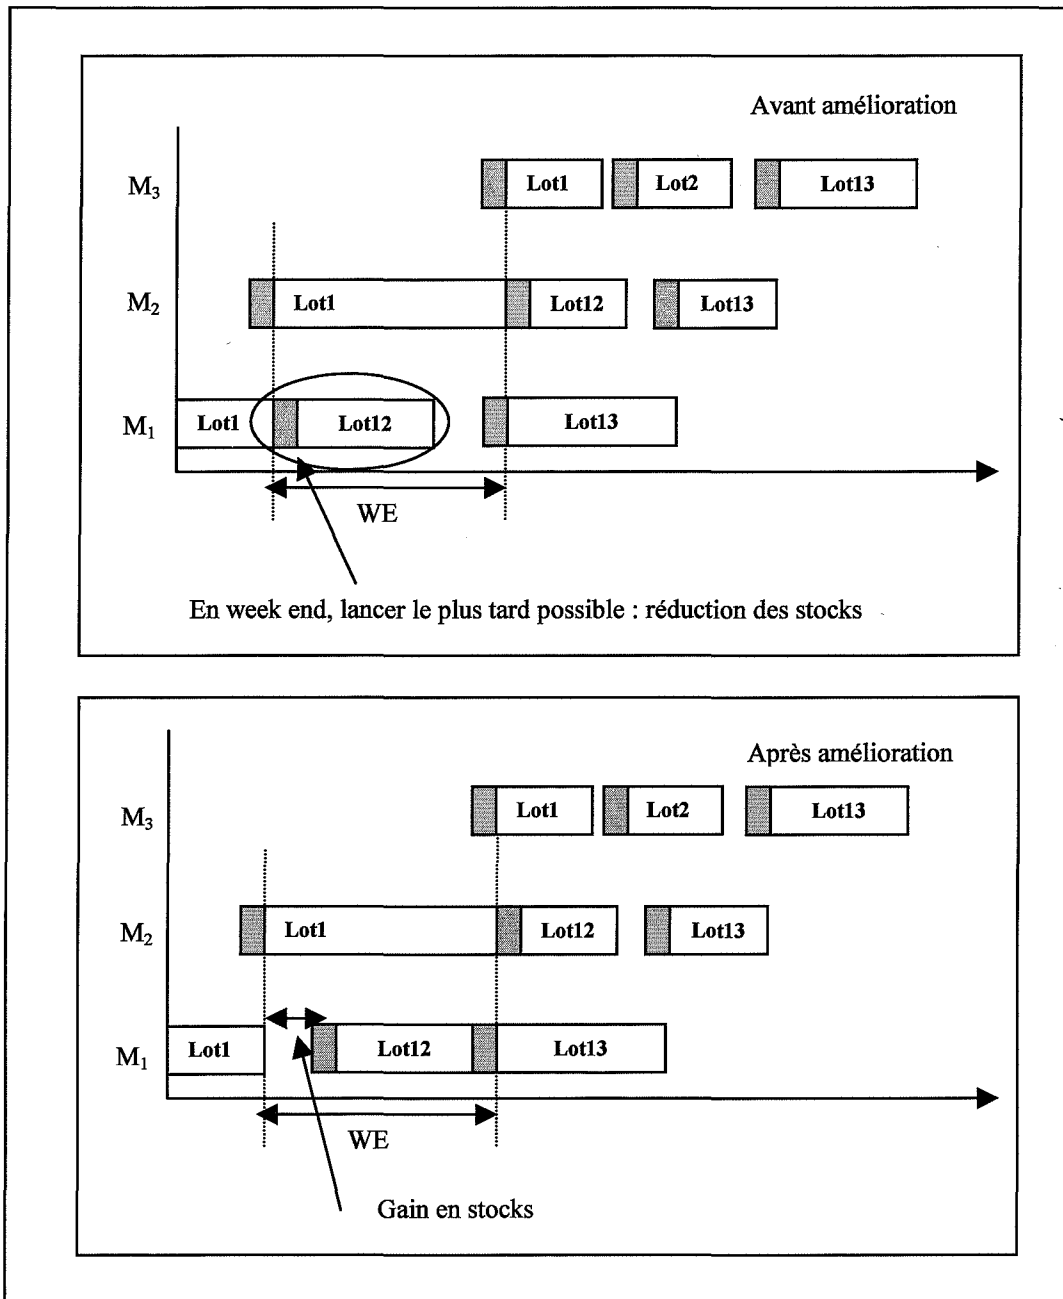 Avant amélioration
M3 Lot1 Lot2 Lot13
M2 Lot1 Lot12 Lot13
M1 Lot1 Lot12 Lot13
WE
En week end, lancer le plus tard possible : réduction des stocks
Après amélioration
M3 Lot1 Lot2 Lot13
M2 Lot1 Lot12 Lot13
M1 Lot1 Lot12 Lot13
WE
Gain en stocks